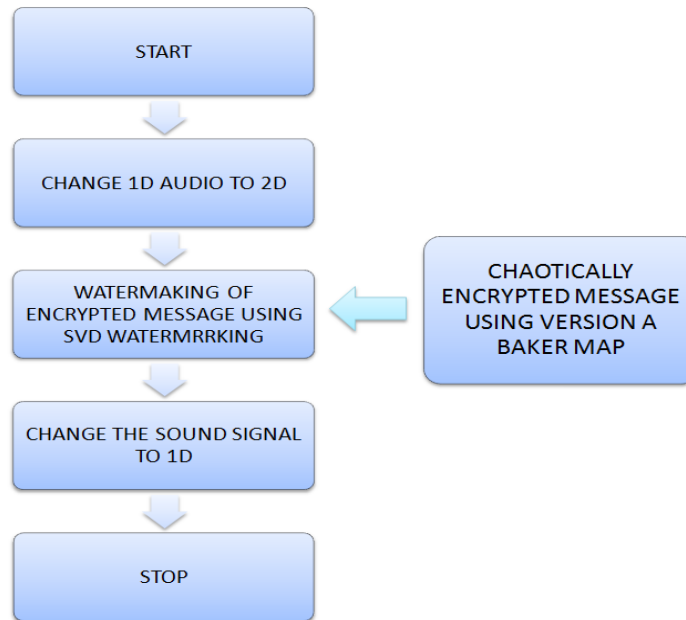 START
CHANGE 1D AUDIO TO 2D
WATERMAKING OF
ENCRYPTED MESSAGE USING
SVD WATERMRRKING
CHAOTICALLY
ENCRYPTED MESSAGE
USING VERSION A
BAKER MAP
CHANGE THE SOUND SIGNAL
TO 1D
STOP